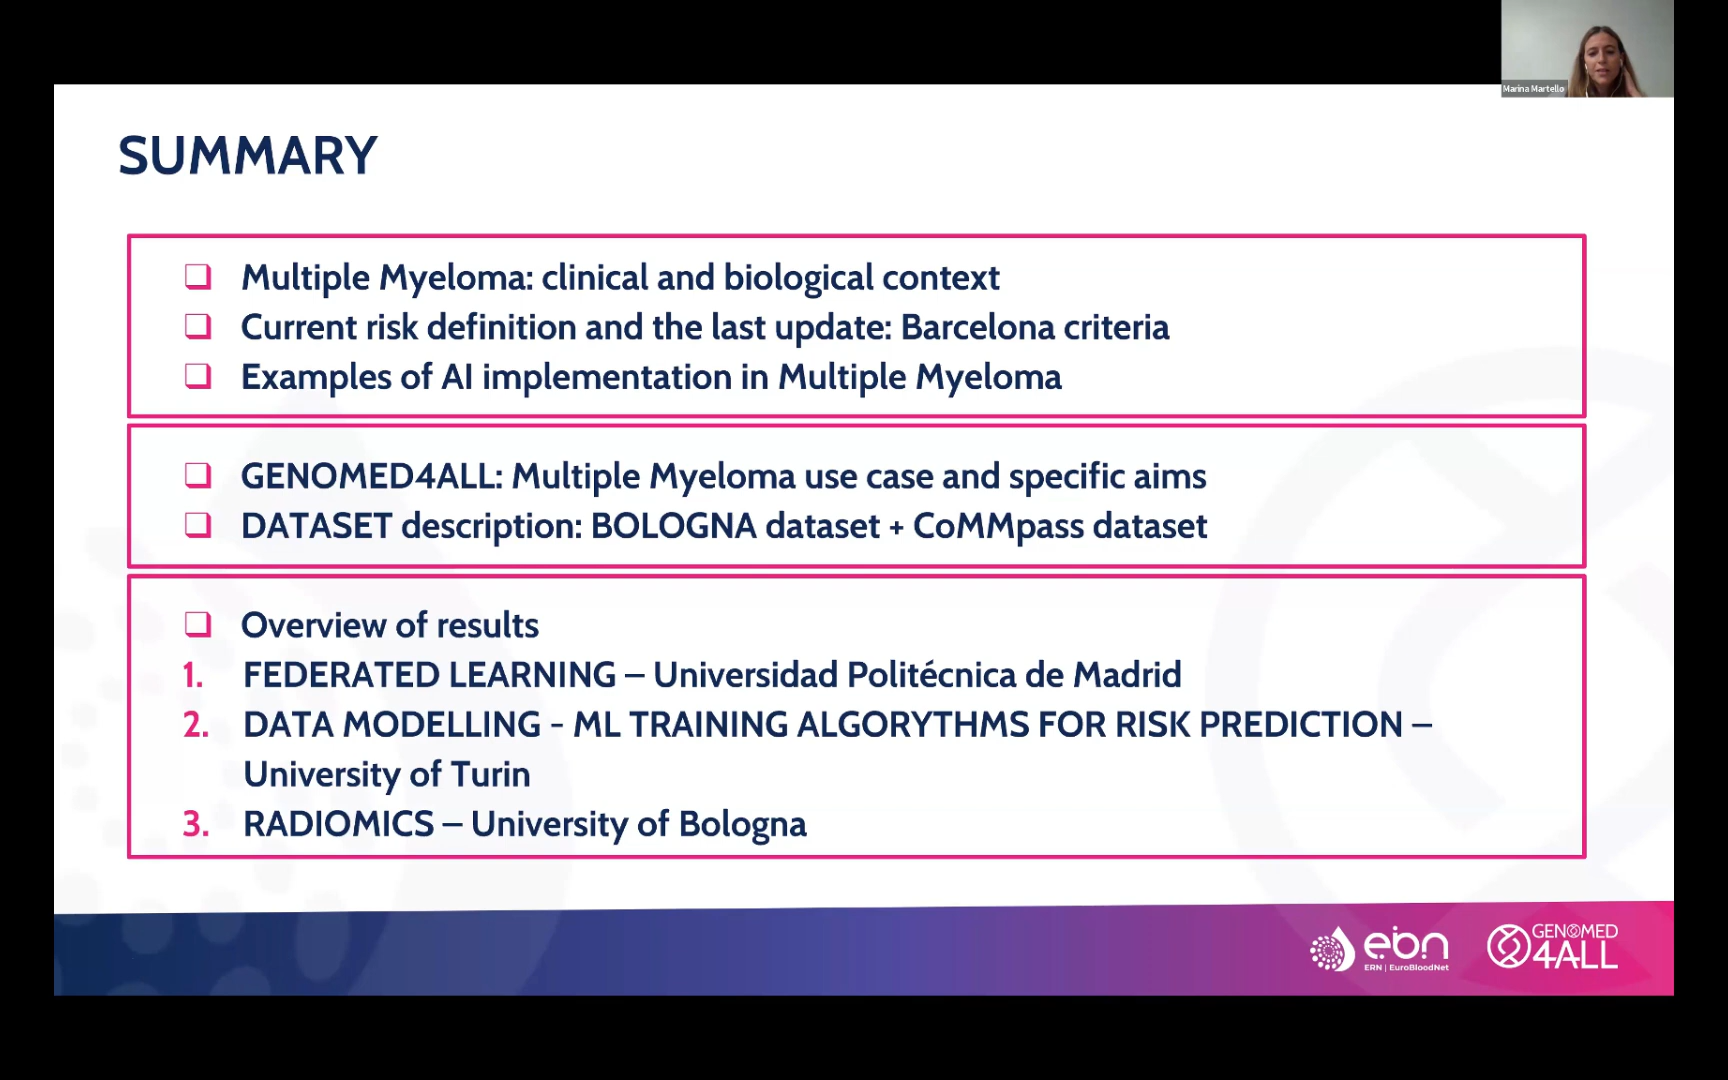 Marina Martello
SUMMARY
Multiple Myeloma: clinical and biological context
Current risk definition and the last update: Barcelona criteria
Examples of AI implementation in Multiple Myeloma
GENOMED4ALL: Multiple Myeloma use case and specific aims
DATASET description: BOLOGNA dataset + CoMMpass dataset
Overview of results
1. FEDERATED LEARNING – Universidad Politécnica de Madrid
2. DATA MODELLING - ML TRAINING ALGORYTHMS FOR RISK PREDICTION –
University of Turin
3. RADIOMICS – University of Bologna
ebn
ERN | EuroBloodNet
GENOMED
4ALL